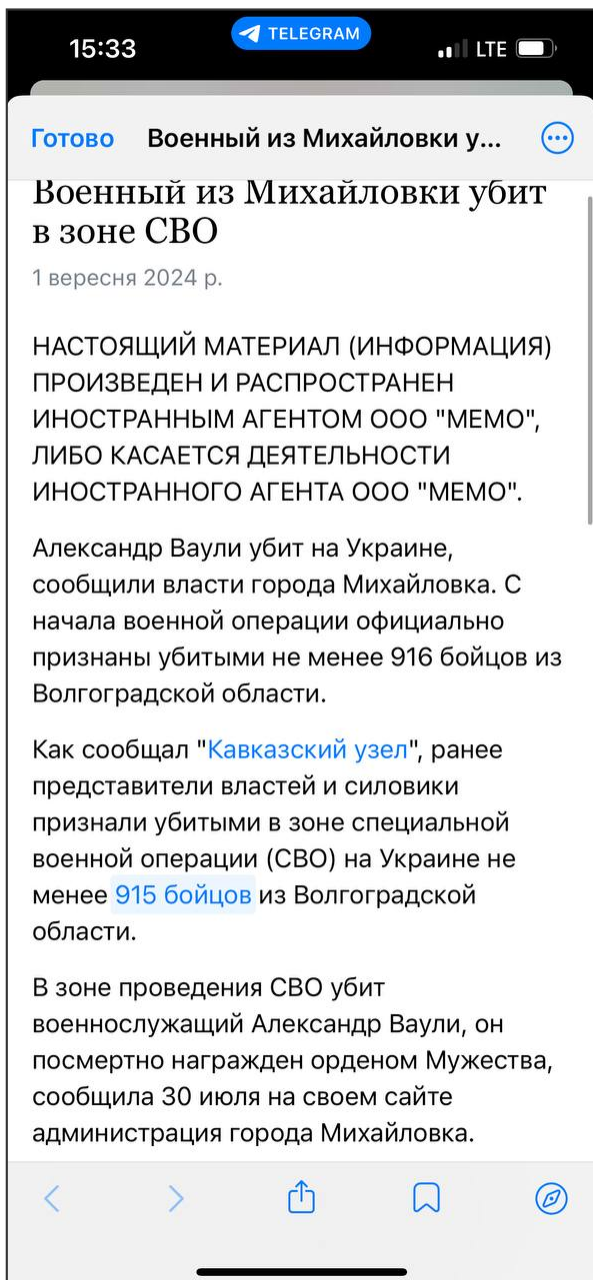 15:33
TELEGRAM
LTE
Готово
Военный из Михайловки у...
Военный из Михайловки убит
в зоне СВО
1 вересня 2024 р.
НАСТОЯЩИЙ МАТЕРИАЛ (ИНФОРМАЦИЯ)
ПРОИЗВЕДЕН И РАСПРОСТРАНЕН
ИНОСТРАННЫМ АГЕНТОМ ООО "МЕМО",
ЛИБО КАСАЕТСЯ ДЕЯТЕЛЬНОСТИ
ИНОСТРАННОГО АГЕНТА ООО "МЕМО".
Александр Ваули убит на Украине,
сообщили власти города Михайловка. С
начала военной операции официально
признаны убитыми не менее 916 бойцов из
Волгоградской области.
Как сообщал "Кавказский узел", ранее
представители властей и силовики
признали убитыми в зоне специальной
военной операции (СВО) на Украине не
менее 915 бойцов из Волгоградской
области.
В зоне проведения СВО убит
военнослужащий Александр Ваули, он
посмертно награжден орденом Мужества,
сообщила 30 июля на своем сайте
администрация города Михайловка.